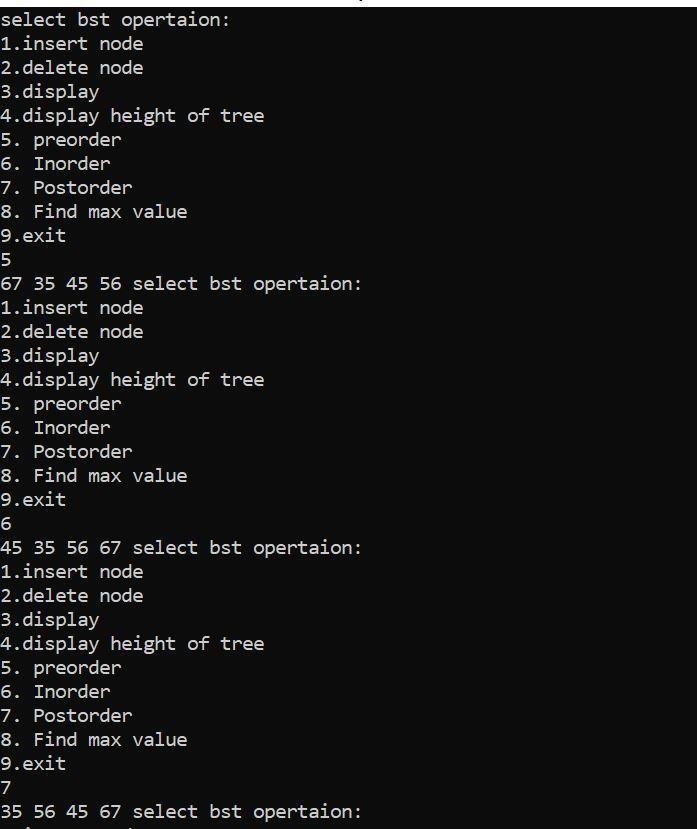 select bst opertaion:
1.insert node
2.delete node
3.display
4.display height of tree
5. preorder
6. Inorder
7. Postorder
8. Find max value
9.exit
5
67 35 45 56 select bst opertaion:
1.insert node
2.delete node
3.display
4.display height of tree
5. preorder
6. Inorder
7. Postorder
8. Find max value
9.exit
6
45 35 56 67 select bst opertaion:
1.insert node
2.delete node
3.display
4.display height of tree
5. preorder
6. Inorder
7. Postorder
8. Find max value
9.exit
7
35 56 45 67 select bst opertaion: